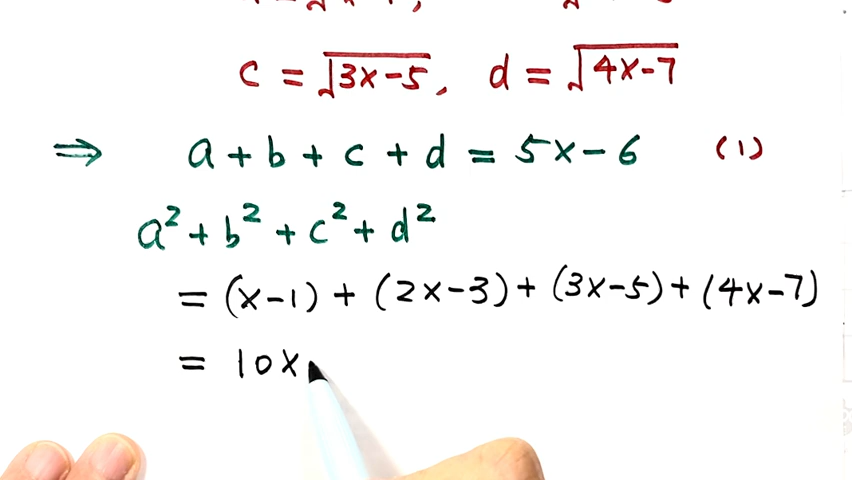 c = √3x-5, d = √4x-7
⇒ a + b + c + d = 5x - 6 (1)
a² + b² + c² + d²
= (x-1) + (2x-3) + (3x-5) + (4x-7)
= 10x